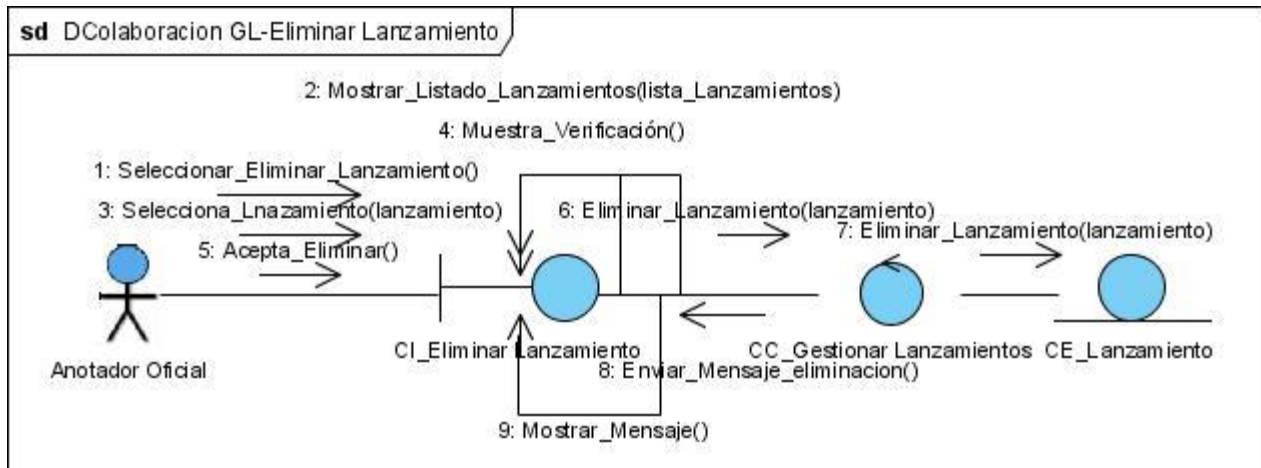 sd DColaboracion GL-Eliminar Lanzamiento
2: Mostrar_Listado_Lanzamientos(lista_Lanzamientos)
4: Muestra_Verificación()
1: Seleccionar_Eliminar_Lanzamiento()
3: Selecciona_Lnazamiento(lanzamiento)
6: Eliminar_Lanzamiento(lanzamiento)
5: Acepta_Eliminar()
7: Eliminar_Lanzamiento(lanzamiento)
CI_Eliminar Lanzamiento
CC_Gestionar Lanzamientos
CE_Lanzamiento
Anotador Oficial
8: Enviar_Mensaje_eliminacion()
9: Mostrar_Mensaje()